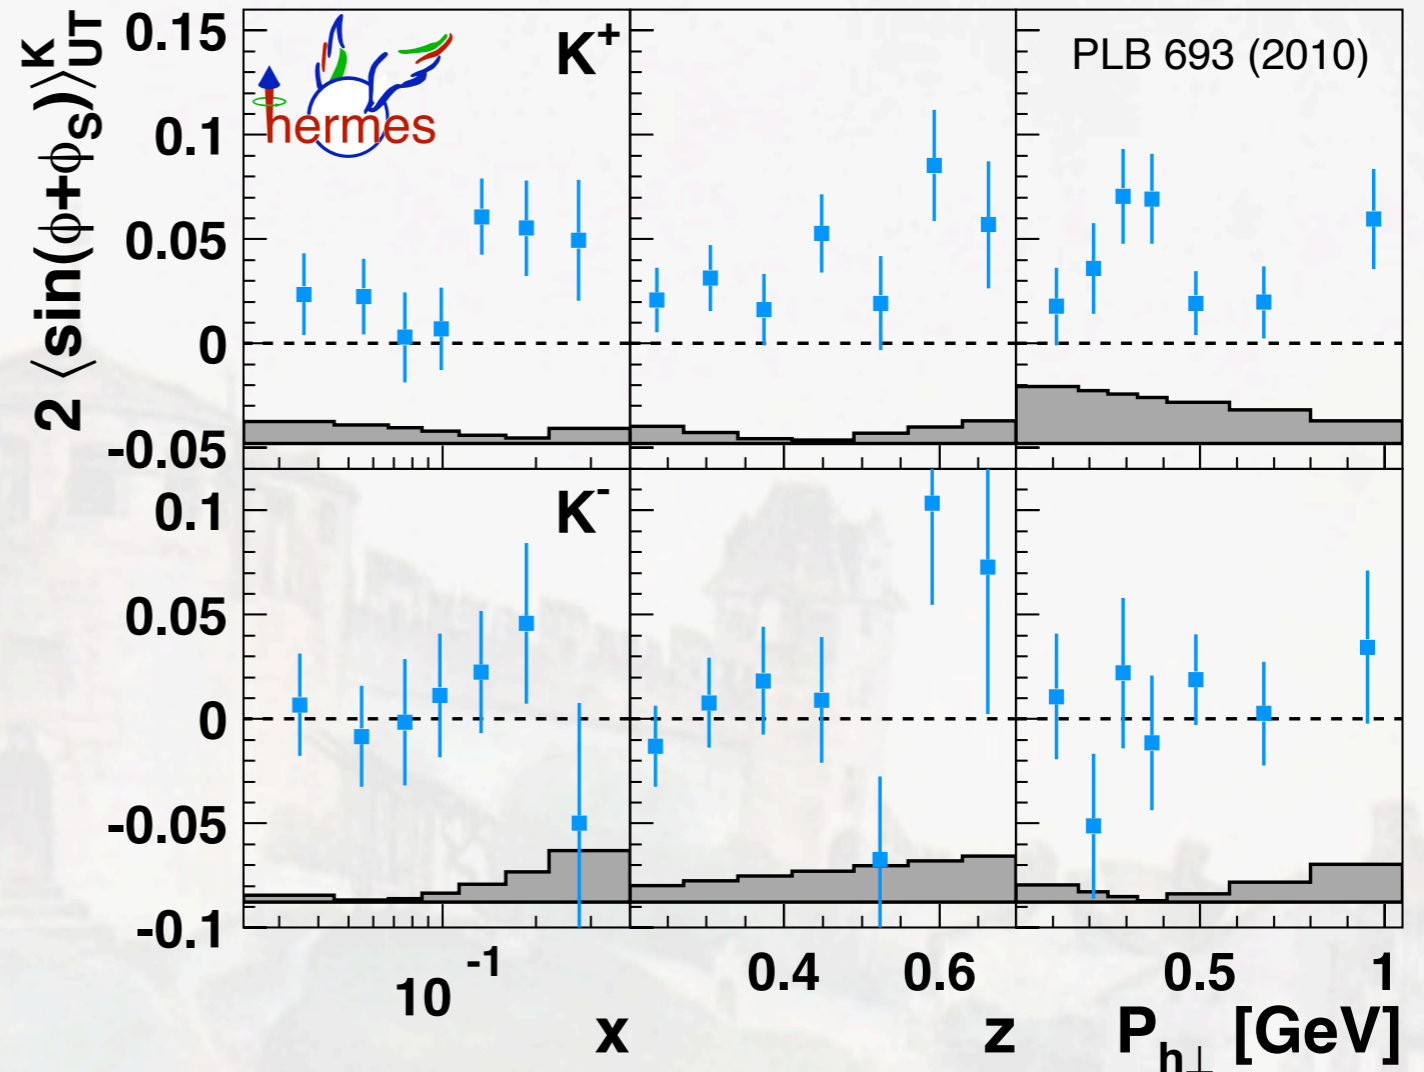 2 ⟨sin(ϕ+ϕS)⟩ᴷUT
0.15
0.1
0.05
0
-0.05
hermes
K⁺
PLB 693 (2010)
0.1
0.05
0
-0.05
-0.1
K⁻
10⁻¹
0.4
0.6
0.5
1
x
z
Ph⊥ [GeV]